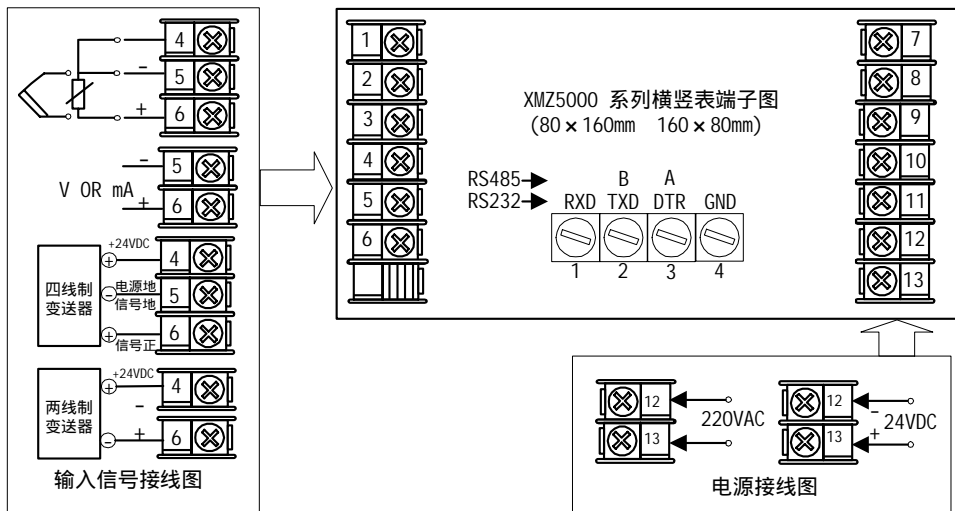 4
- 5
+ 6
- 5
V OR mA
+ 6
+24VDC
+ 4
四线制
变送器
电源地
- 5
信号地
+ 6
信号正
+24VDC
+ 4
两线制
变送器
-
- + 6
输入信号接线图
1
2
3
4
5
6
XMZ5000 系列横竖表端子图
(80×160mm 160×80mm)
RS485 B A
RS232 RXD TXD DTR GND
1 2 3 4
7
8
9
10
11
12
13
12
220VAC
13
12
- 24VDC
13 +
电源接线图